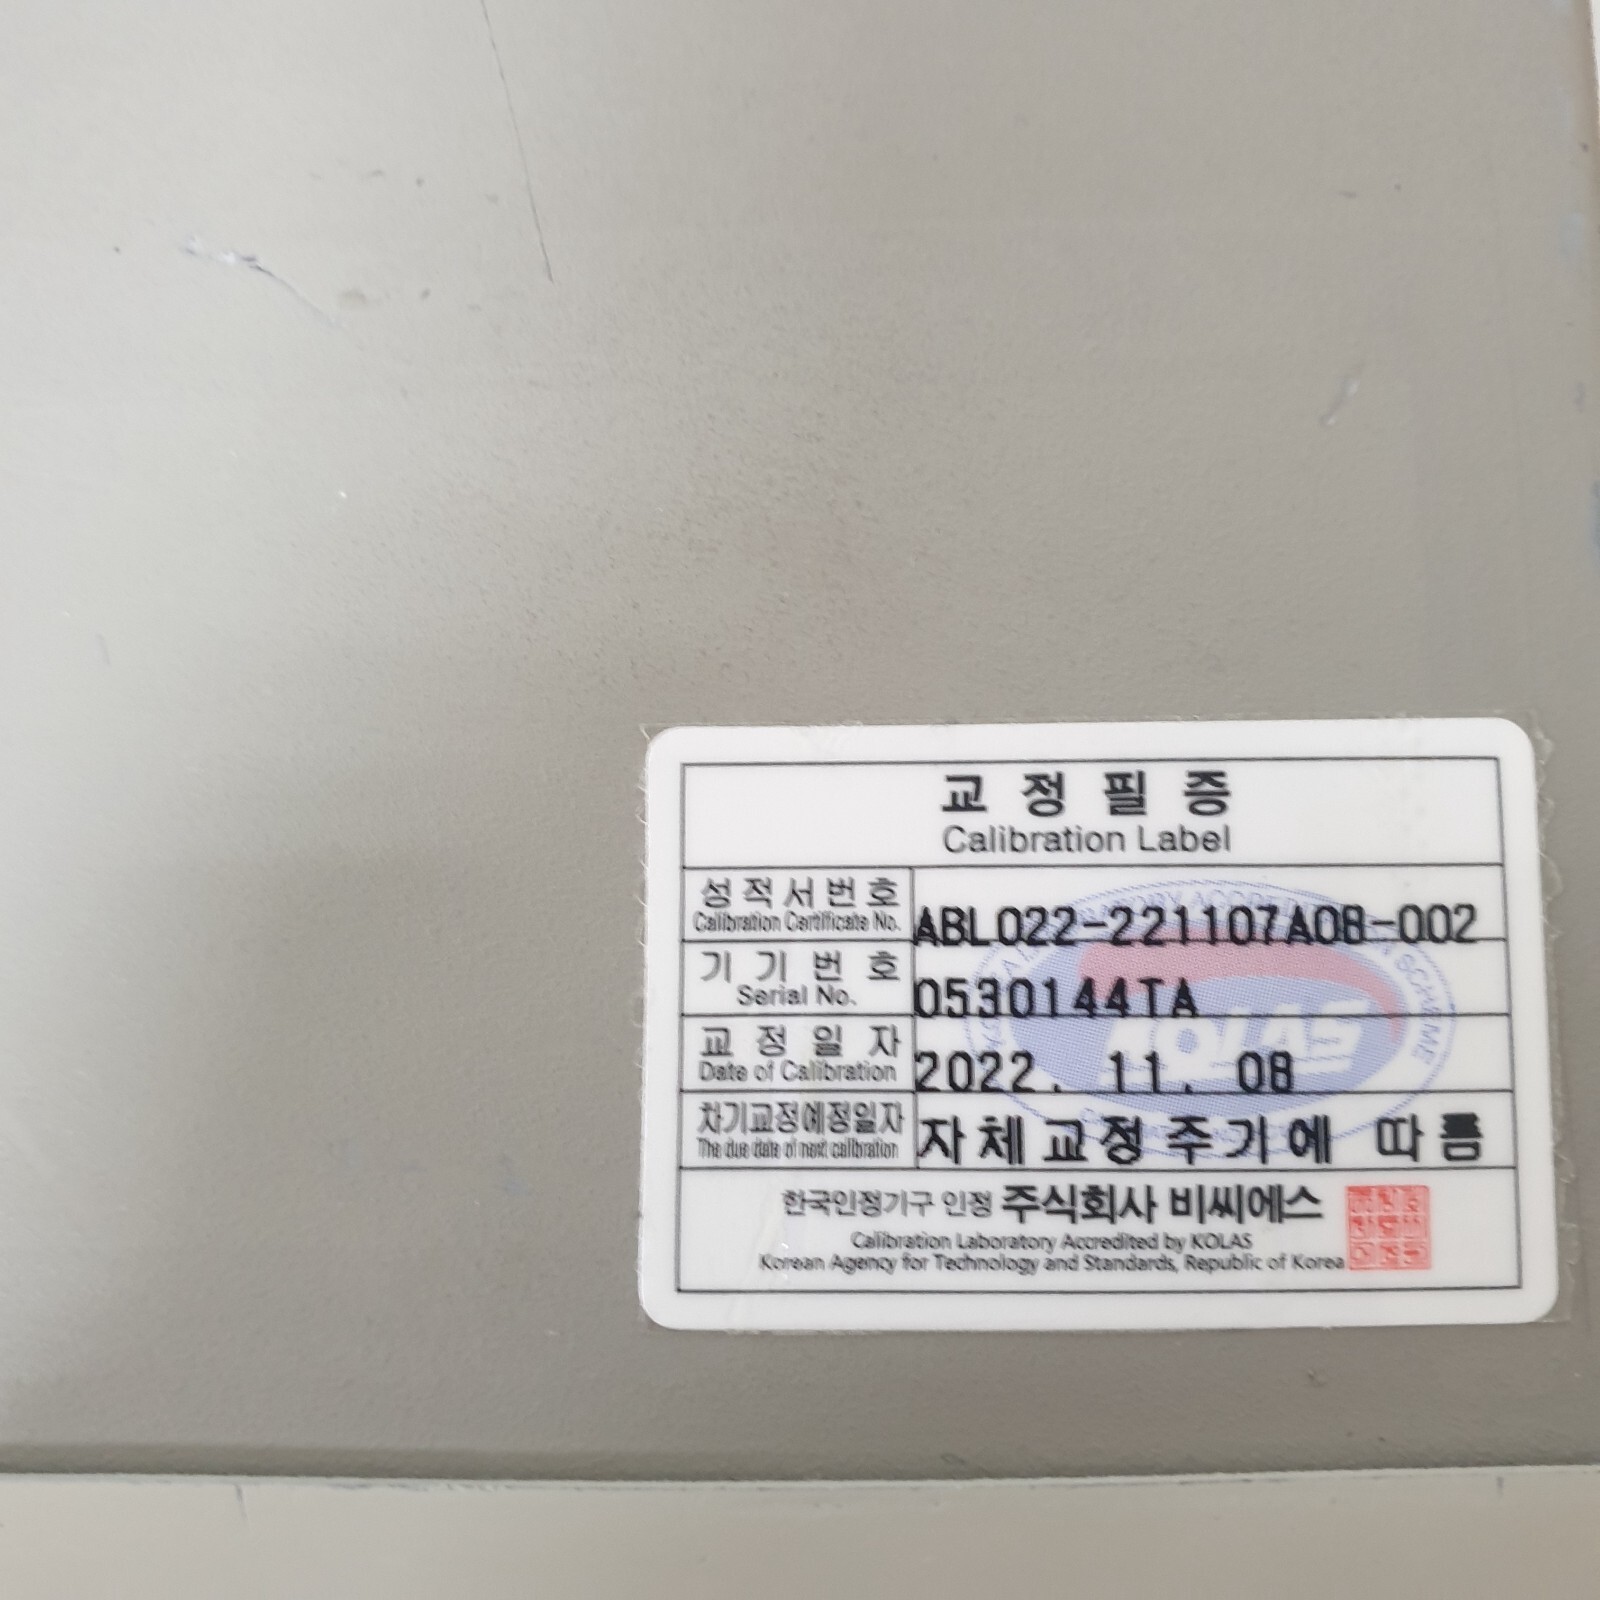 교정필증
Calibration Label
성적서번호
Calibration Certificate No.
ABL022-221107A08-002
기기번호
Serial No.
0530144TA
교정일자
Date of Calibration
2022. 11. 08
차기교정예정일자
The due date of next calibration
자체교정주기에 따름
KOLAS
한국인정기구 인정 주식회사 비씨에스
Calibration Laboratory Accredited by KOLAS
Korean Agency for Technology and Standards, Republic of Korea